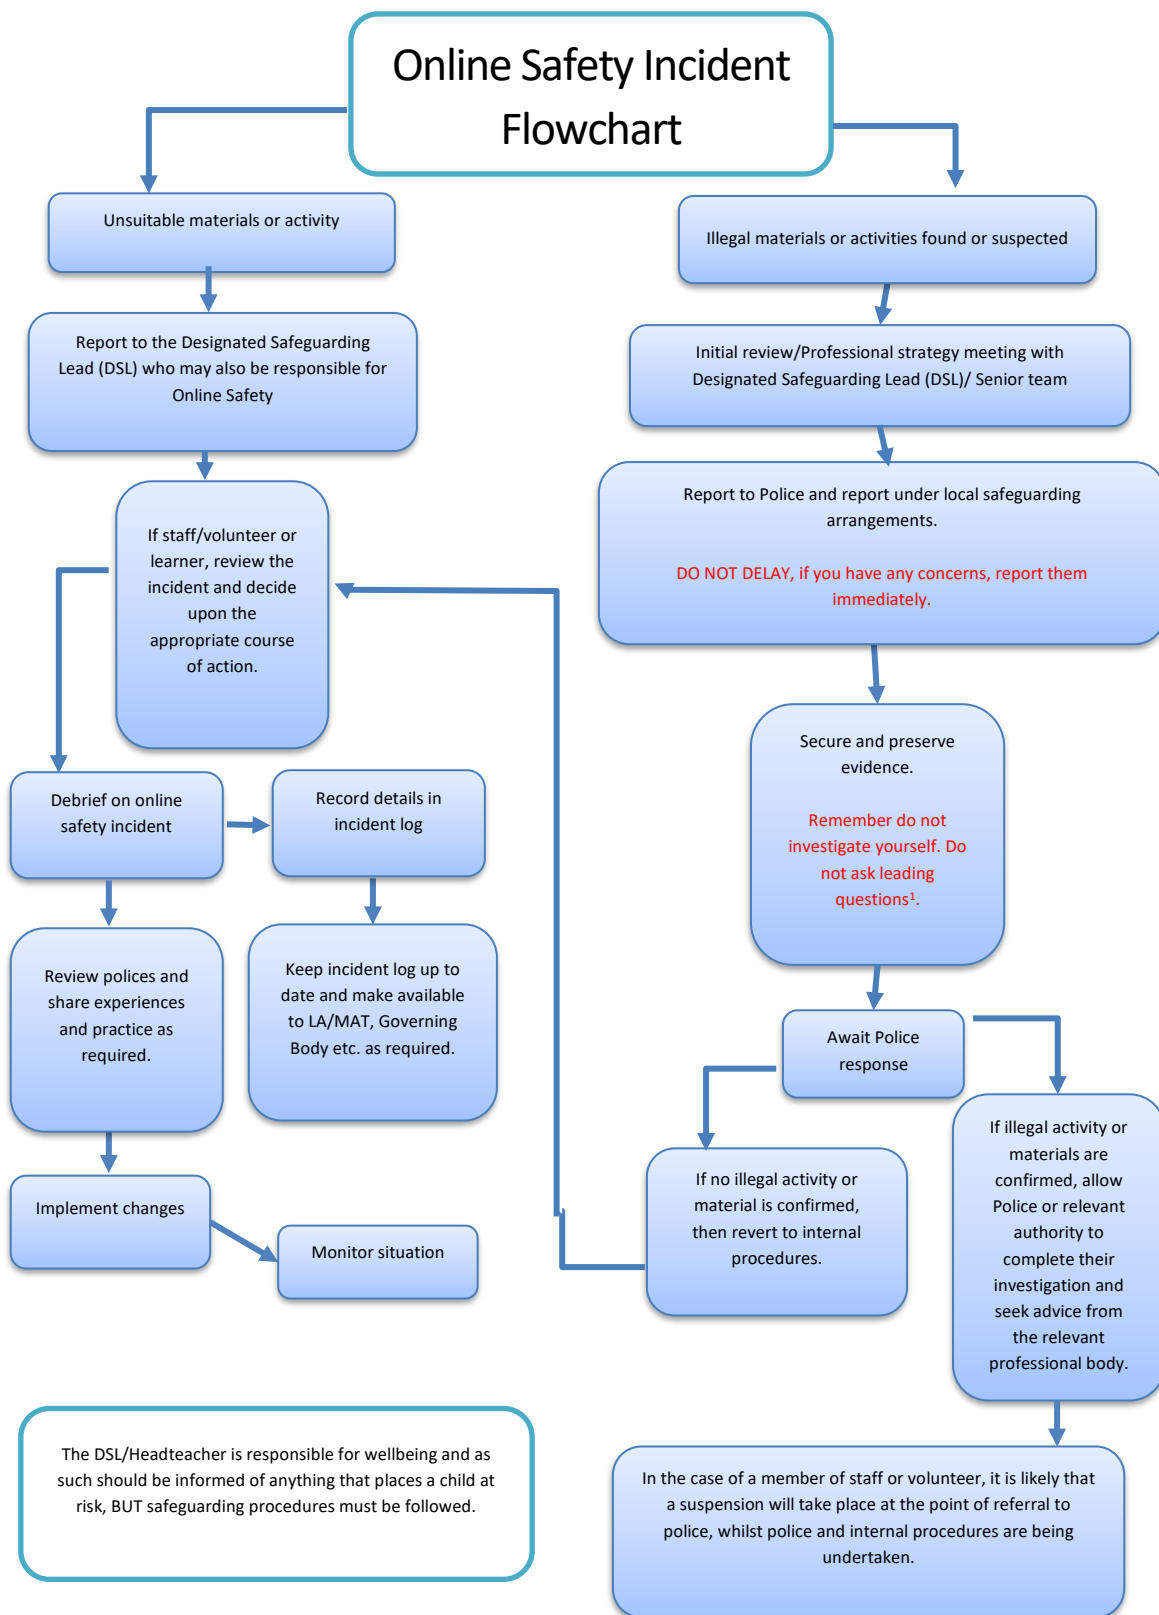 Online Safety Incident
Flowchart
Unsuitable materials or activity
Report to the Designated Safeguarding
Lead (DSL) who may also be responsible for
Online Safety
If staff/volunteer or
learner, review the
incident and decide
upon the
appropriate course
of action.
Debrief on online
safety incident
Record details in
incident log
Review polices and
share experiences
and practice as
required.
Keep incident log up to
date and make available
to LA/MAT, Governing
Body etc. as required.
Implement changes
Monitor situation
Illegal materials or activities found or suspected
Initial review/Professional strategy meeting with
Designated Safeguarding Lead (DSL)/ Senior team
Report to Police and report under local safeguarding
arrangements.
DO NOT DELAY, if you have any concerns, report them
immediately.
Secure and preserve
evidence.
Remember do not
investigate yourself. Do
not ask leading
questions¹.
Await Police
response
If no illegal activity or
material is confirmed,
then revert to internal
procedures.
If illegal activity or
materials are
confirmed, allow
Police or relevant
authority to
complete their
investigation and
seek advice from
the relevant
professional body.
In the case of a member of staff or volunteer, it is likely that
a suspension will take place at the point of referral to
police, whilst police and internal procedures are being
undertaken.
The DSL/Headteacher is responsible for wellbeing and as
such should be informed of anything that places a child at
risk, BUT safeguarding procedures must be followed.